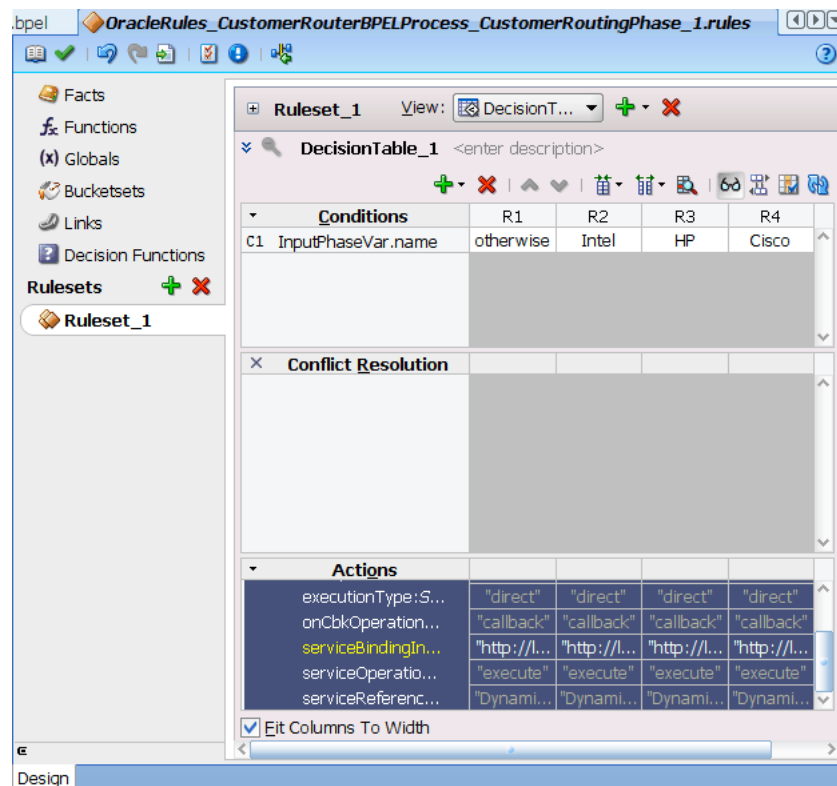 .bpel OracleRules_CustomerRouterBPELProcess_CustomerRoutingPhase_1.rules
Facts
fx Functions
(x) Globals
Bucketsets
Links
Decision Functions
Rulesets
Ruleset_1
Ruleset_1 View: DecisionT...
DecisionTable_1 <enter description>
Conditions R1 R2 R3 R4
C1 InputPhaseVar.name otherwise Intel HP Cisco
Conflict Resolution
Actions
executionType:S... "direct" "direct" "direct" "direct"
onCbkOperation... "callback" "callback" "callback" "callback"
serviceBindingIn... "http://l... "http://l... "http://l... "http://l...
serviceOperatio... "execute" "execute" "execute" "execute"
serviceReferenc... "Dynami... "Dynami... "Dynami... "Dynami...
Fit Columns To Width
Design